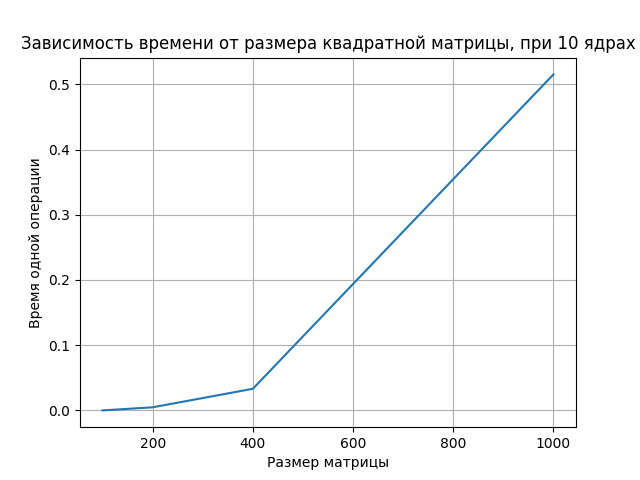 Зависимость времени от размера квадратной матрицы, при 10 ядрах
0.5
0.4
0.3
0.2
0.1
0.0
Время одной операции
200 400 600 800 1000
Размер матрицы